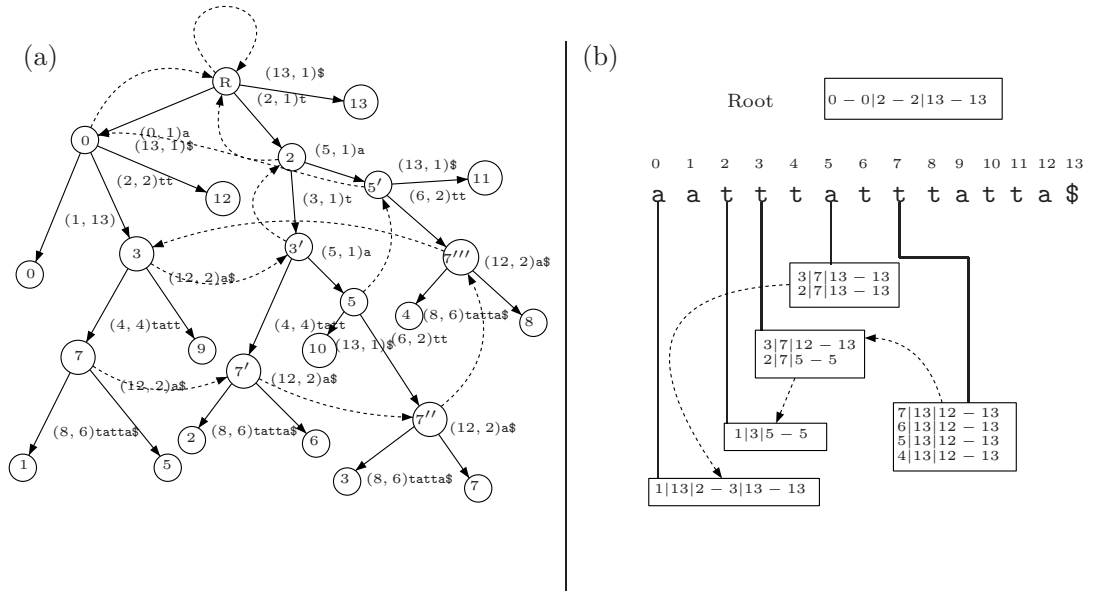 (a)
(13, 1)$
R
(2, 1)t
13
(0, 1)a
0
(13, 1)$
(5, 1)a
2
(13, 1)$
11
(2, 2)tt
5′
(6, 2)tt
12
(3, 1)t
(1, 13)
3
3′
(5, 1)a
7′′′
(12, 2)a$
0
(12, 2)a$
5
4
(8, 6)tatta$
8
(4, 4)tatt
9
(4, 4)tatt
10
(13, 1)$
(6, 2)tt
7
(12, 2)a$
7′
(12, 2)a$
7′′
(12, 2)a$
(8, 6)tatta$
2
(8, 6)tatta$
6
1
5
3
(8, 6)tatta$
7
(b)
Root
0 − 0|2 − 2|13 − 13
0 1 2 3 4 5 6 7 8 9 10 11 12 13
a a t t t a t t t a t t a $
3|7|13 − 13
2|7|13 − 13
3|7|12 − 13
2|7|5 − 5
7|13|12 − 13
6|13|12 − 13
5|13|12 − 13
4|13|12 − 13
1|3|5 − 5
1|13|2 − 3|13 − 13